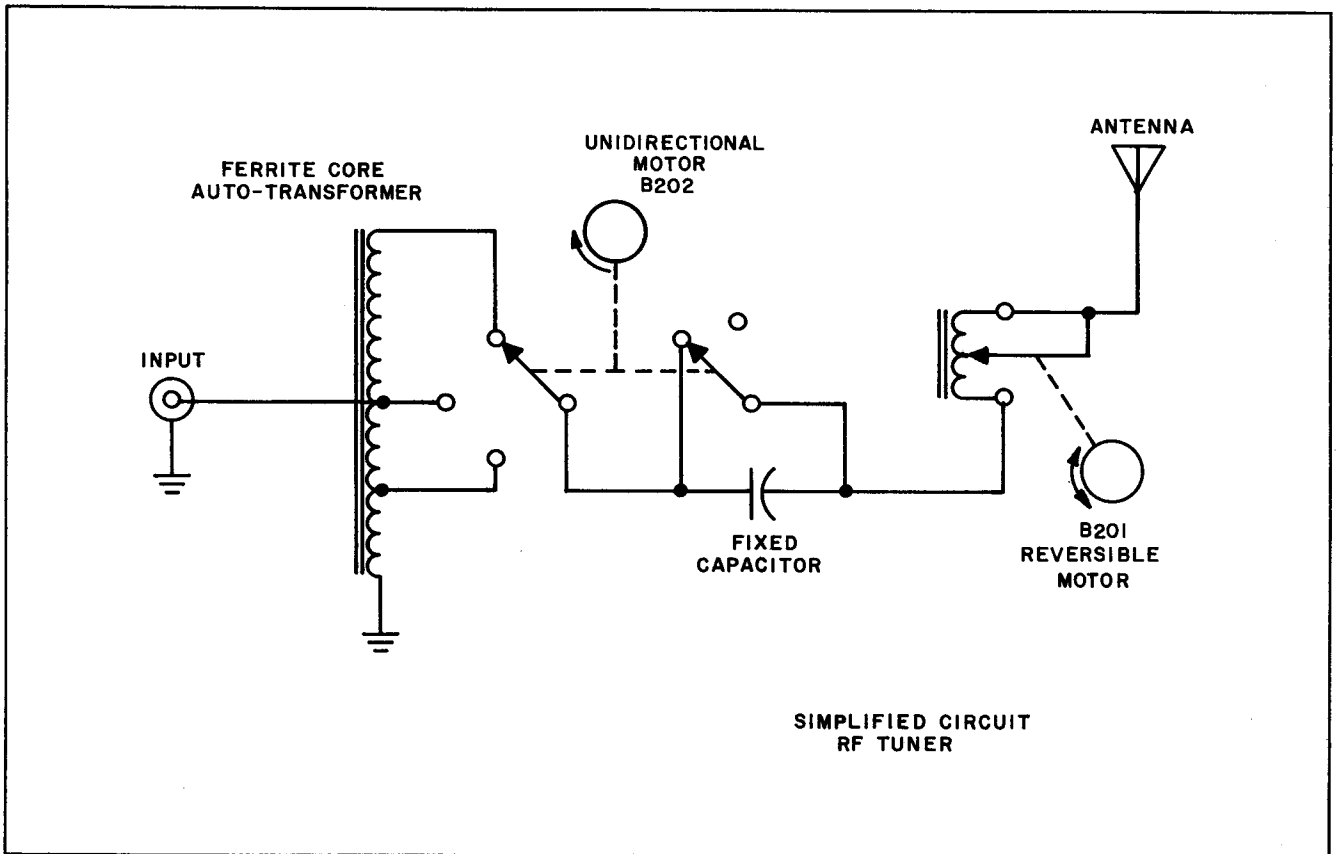 FERRITE CORE
AUTO-TRANSFORMER
UNIDIRECTIONAL
MOTOR
B202
ANTENNA
INPUT
FIXED
CAPACITOR
B201
REVERSIBLE
MOTOR
SIMPLIFIED CIRCUIT
RF TUNER